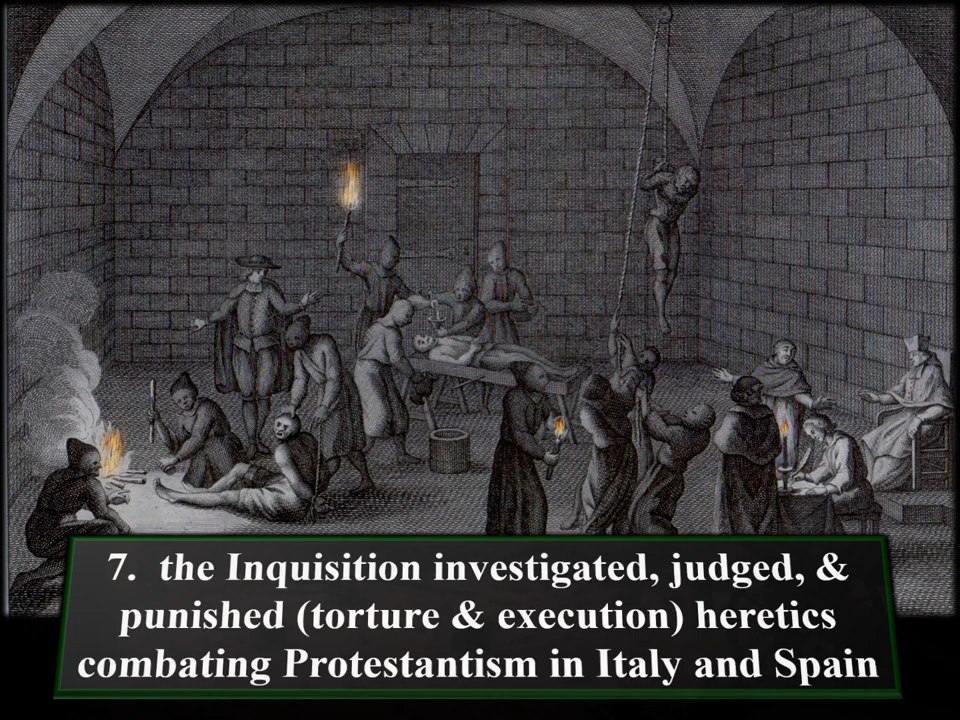 7.  the Inquisition investigated, judged, &
punished (torture & execution) heretics
combating Protestantism in Italy and Spain